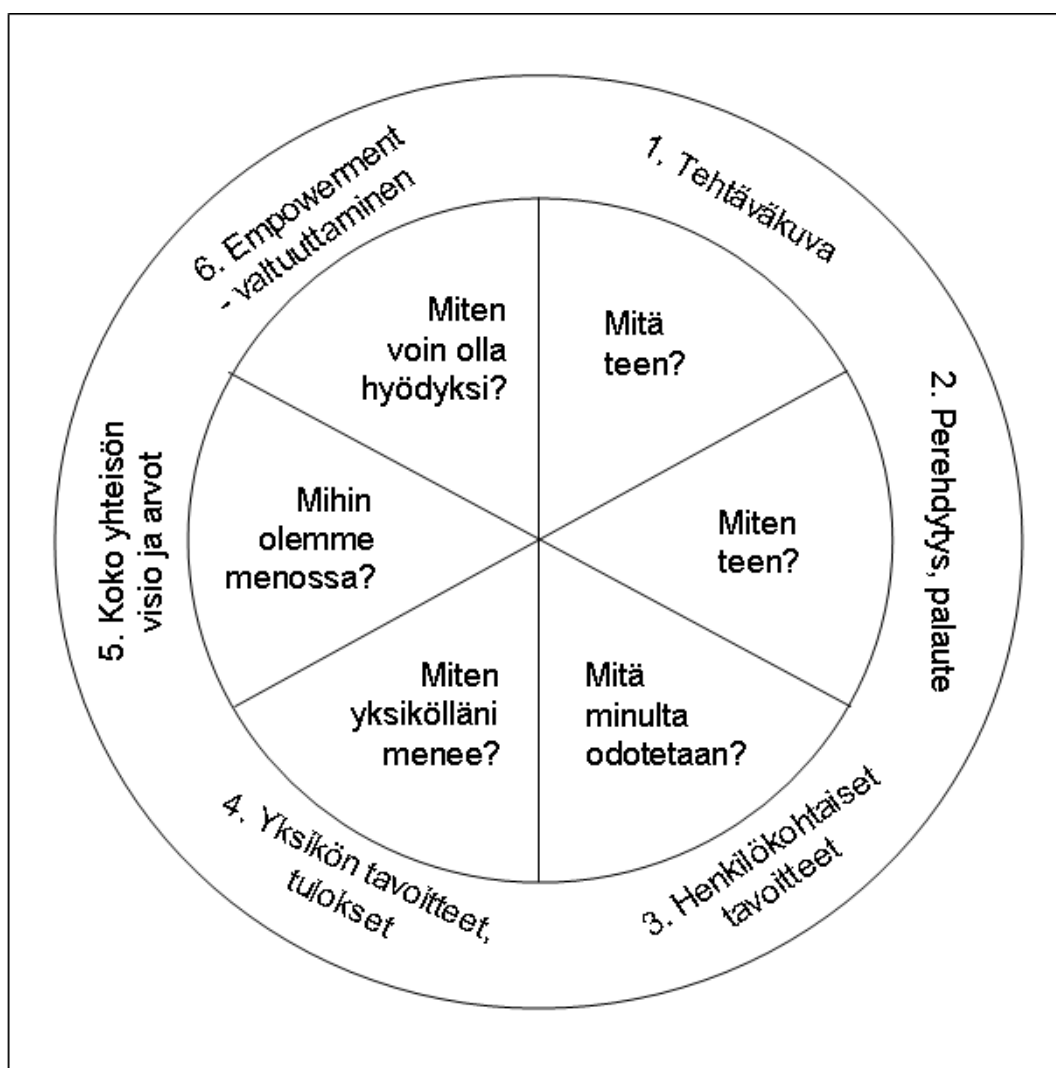 1. Tehtäväkuva
Mitä
teen?
2. Perehdytys, palaute
Miten
teen?
3. Henkilökohtaiset
tavoitteet
Mitä
minulta
odotetaan?
4. Yksikön tavoitteet,
tulokset
Miten
yksikölläni
menee?
5. Koko yhteisön
visio ja arvot
Mihin
olemme
menossa?
6. Empowerment
- valtuuttaminen
Miten
voin olla
hyödyksi?